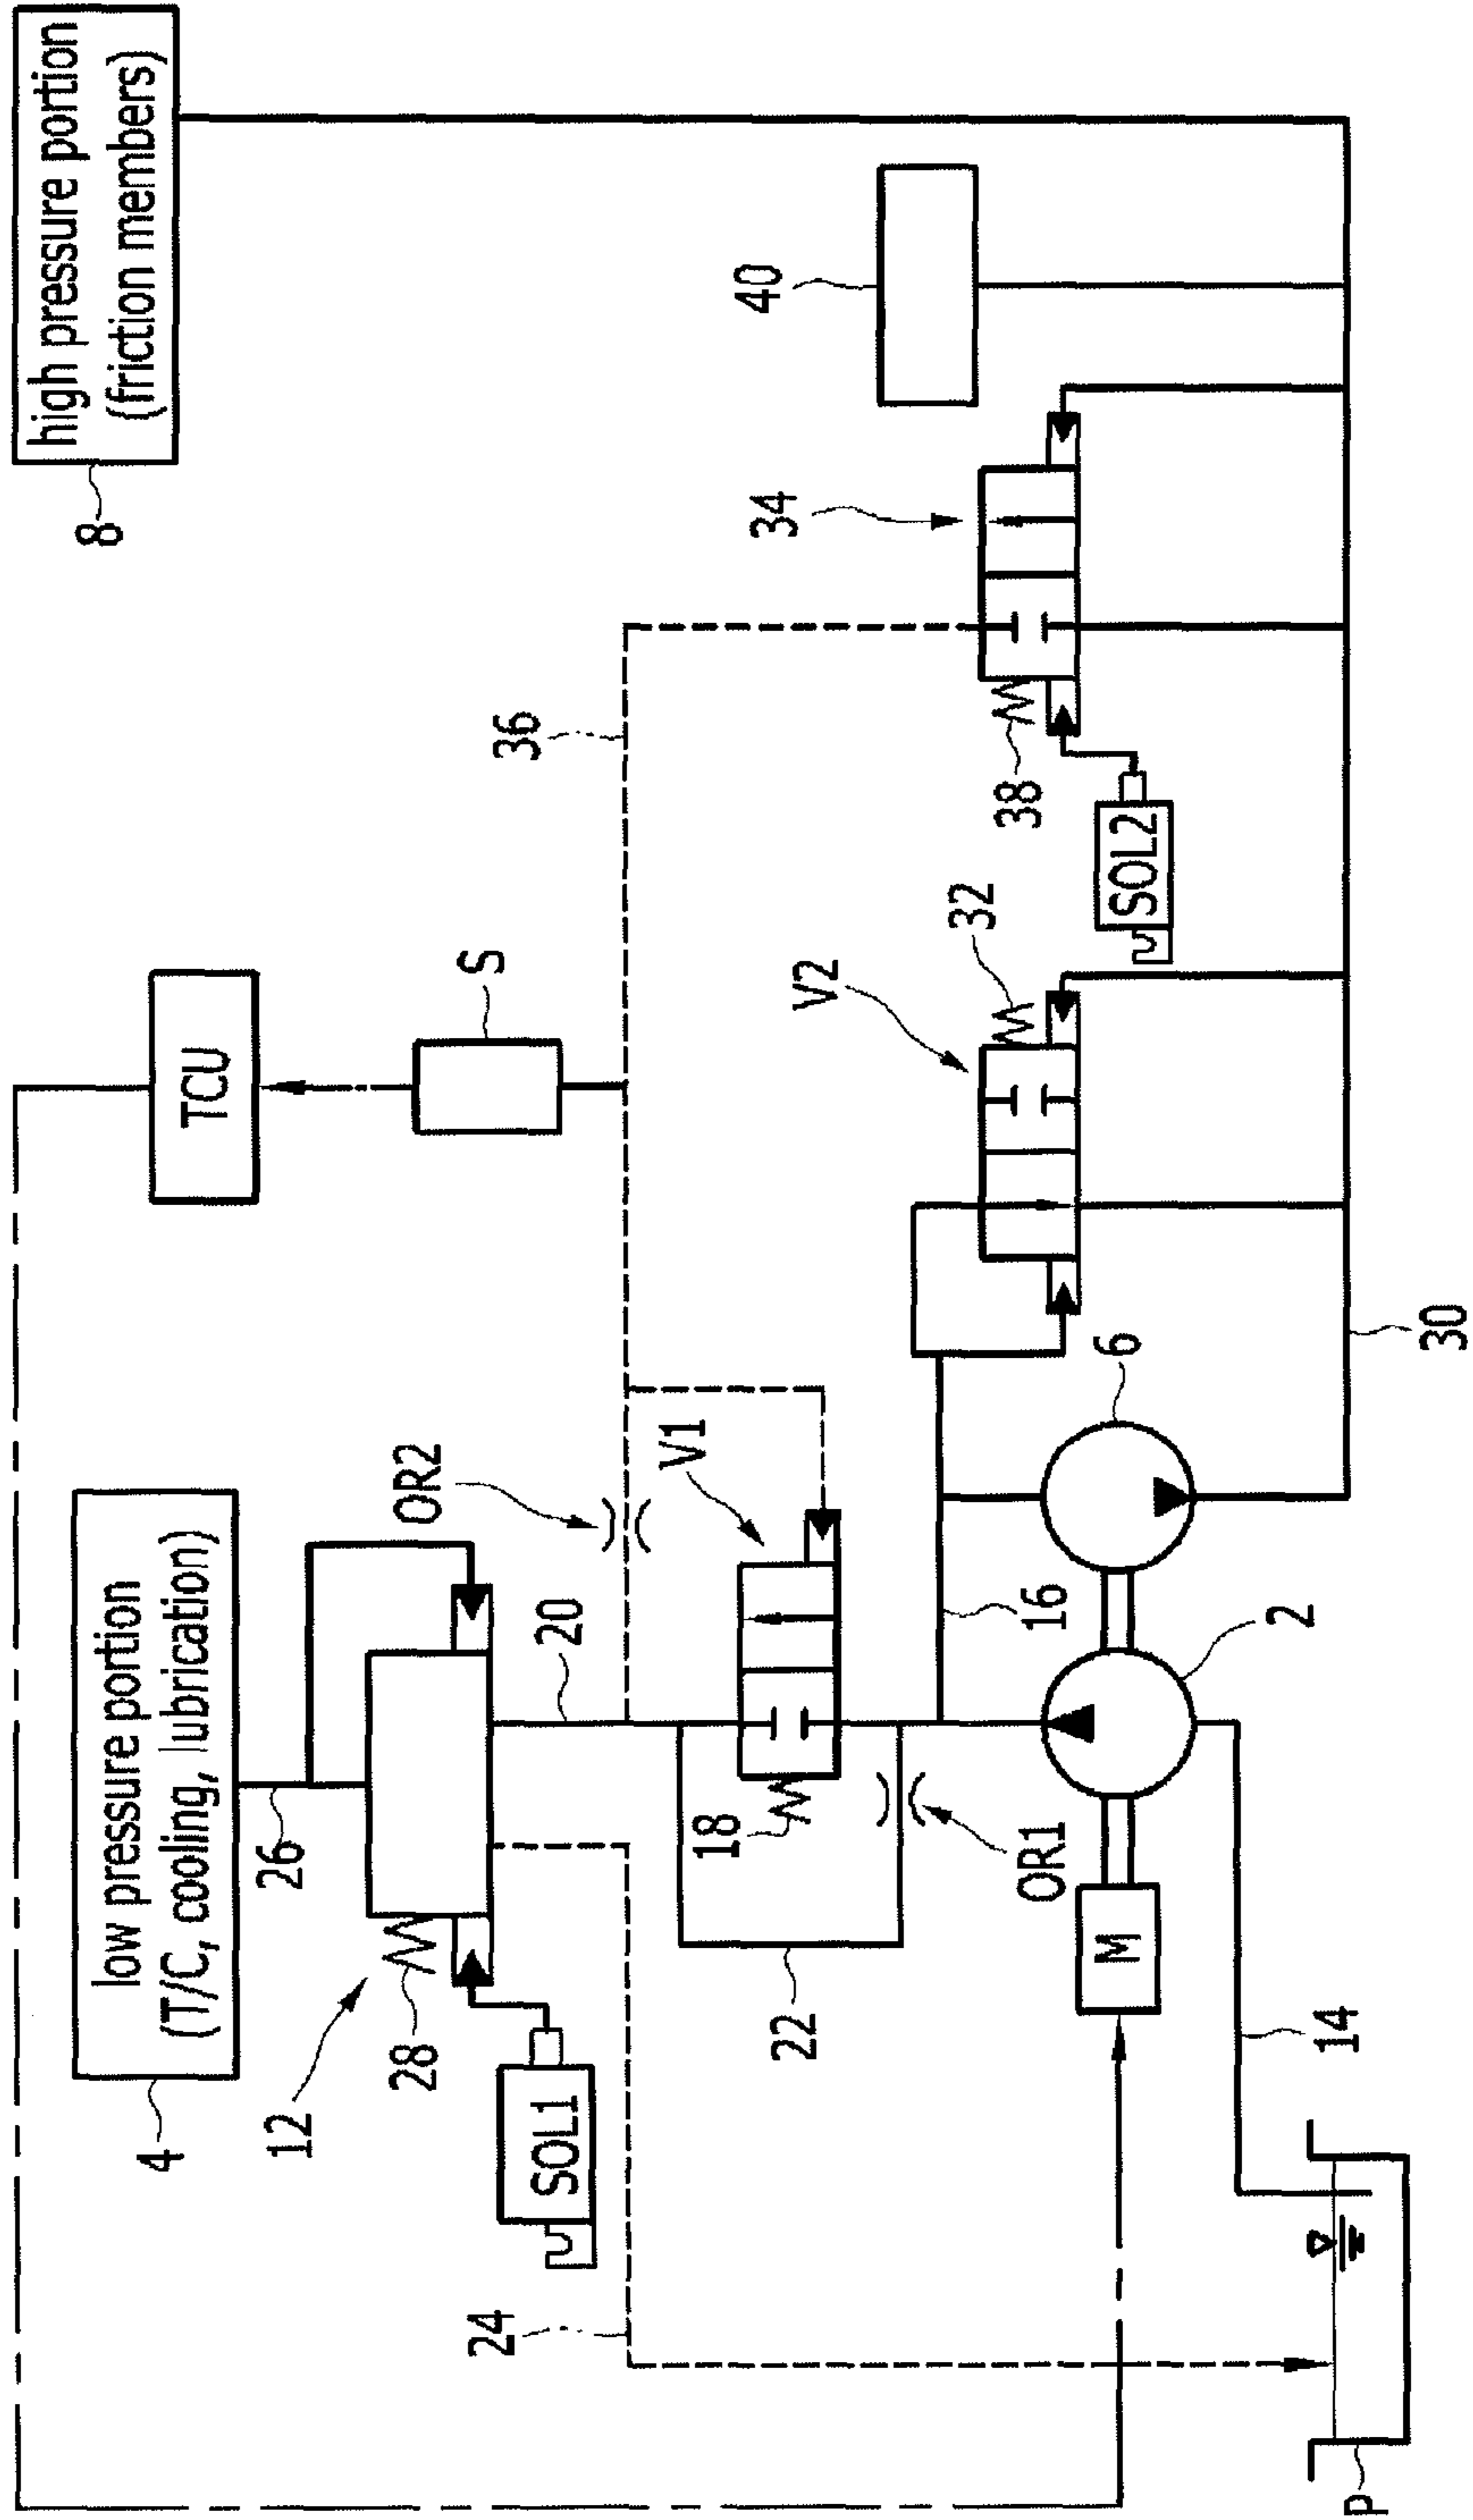 high pressure portion
(friction members)
8
40
34
36
38
SOL2
32
V2
TCU
S
30
6
OR2
V1
low pressure portion
(T/C, cooling, lubrication)
20
16
2
26
18
OR1
M
12
28
22
14
4
SOL1
24
P